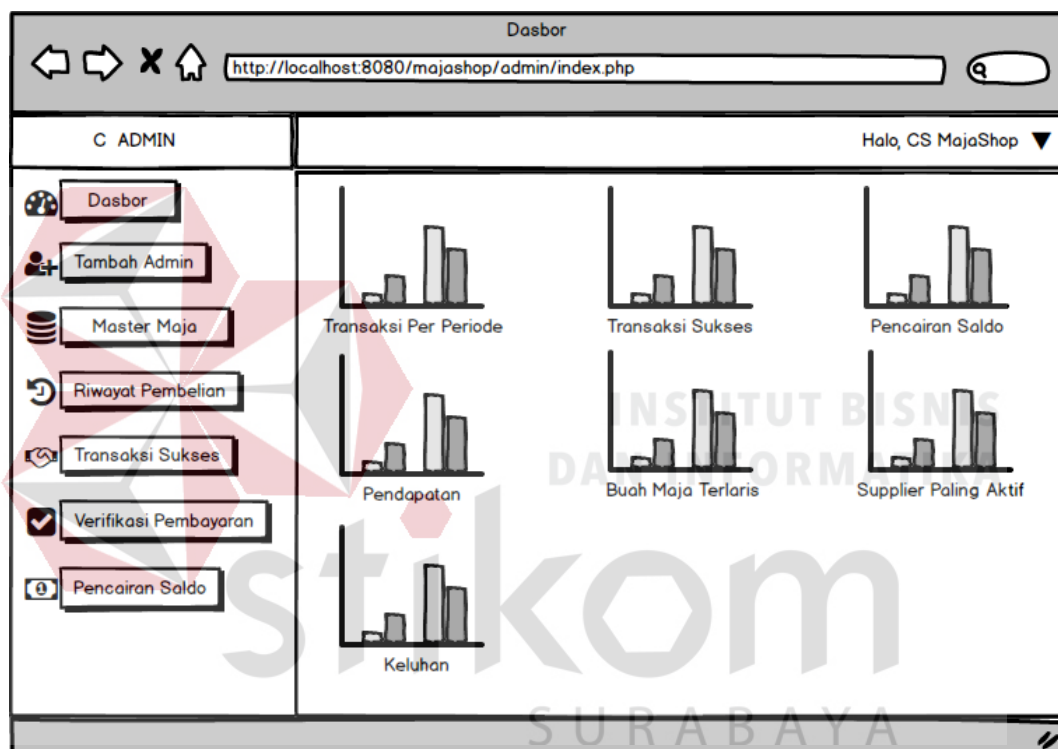 Dasbor
http://localhost:8080/majashop/admin/index.php
C ADMIN
Halo, CS MajaShop
Dasbor
Tambah Admin
Master Maja
Riwayat Pembelian
Transaksi Sukses
Verifikasi Pembayaran
Pencairan Saldo
Transaksi Per Periode
Transaksi Sukses
Pencairan Saldo
Pendapatan
Buah Maja Terlaris
Supplier Paling Aktif
Keluhan
INSTITUT BISNIS
DAN INFORMATIKA
stikom
SURABAYA